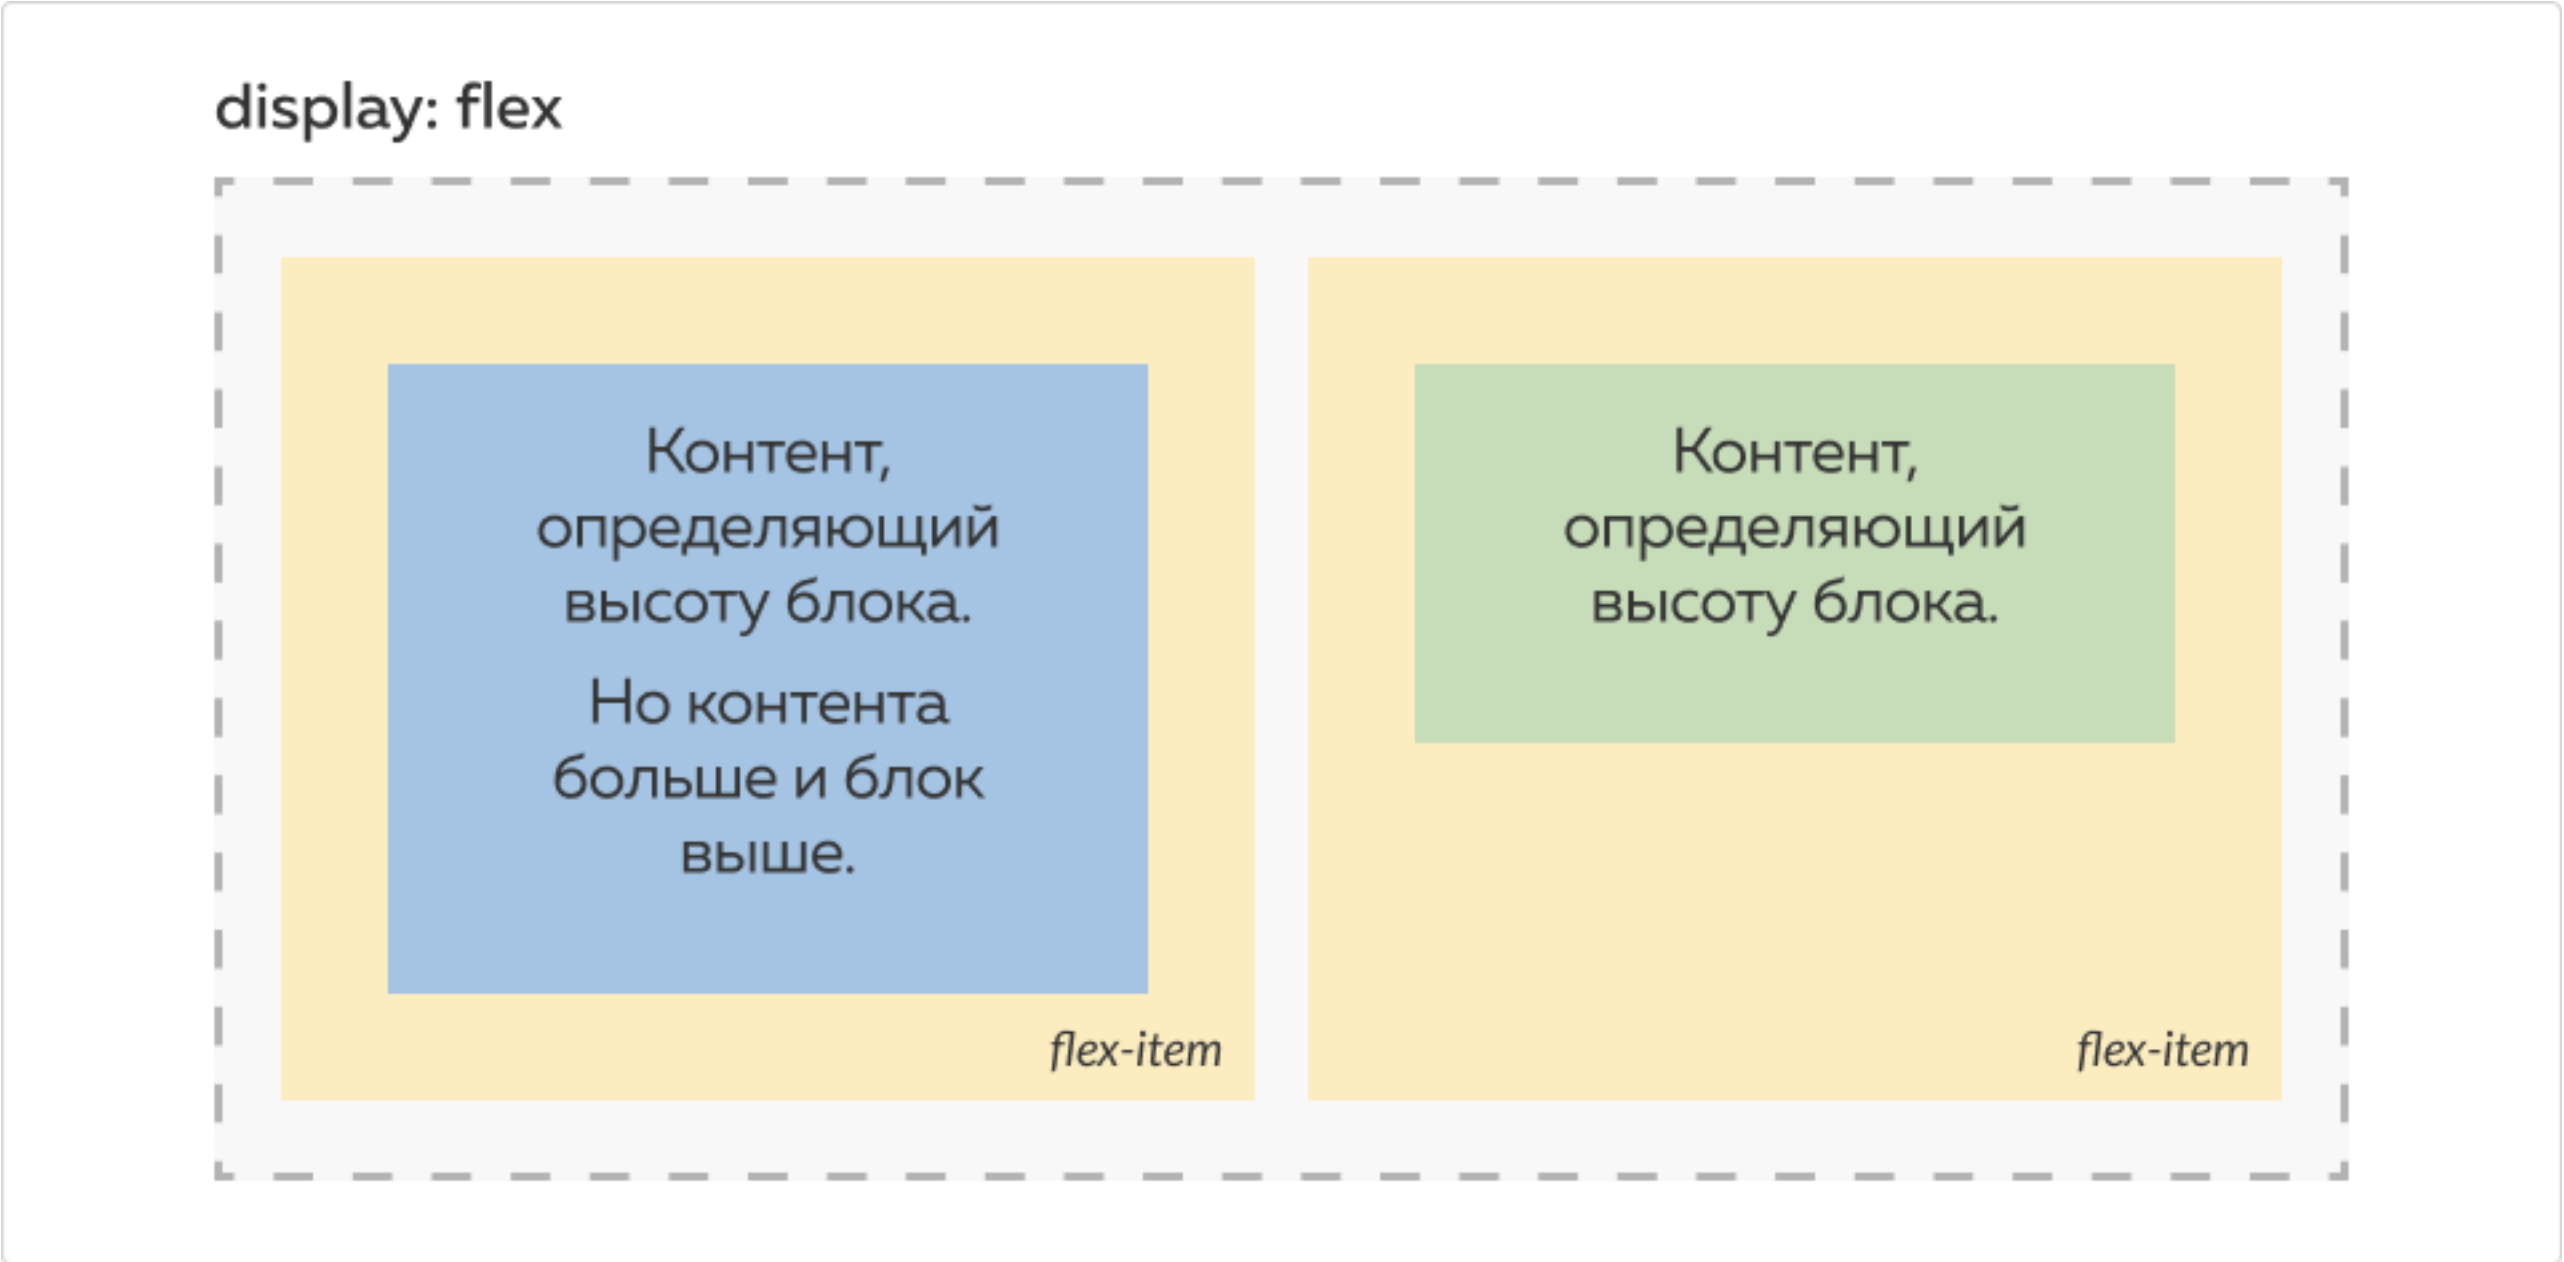 display: flex
Контент,
определяющий
высоту блока.
Но контента
больше и блок
выше.
flex-item
Контент,
определяющий
высоту блока.
flex-item